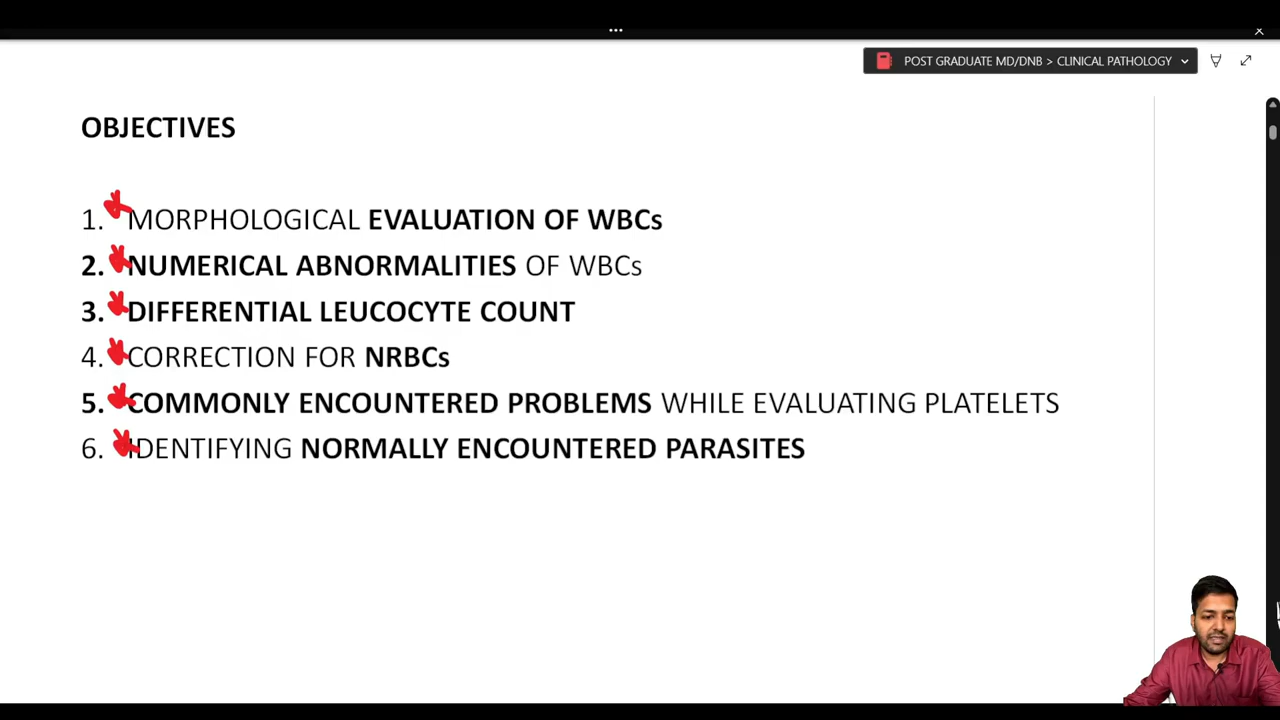 POST GRADUATE MD/DNB > CLINICAL PATHOLOGY
OBJECTIVES
1. MORPHOLOGICAL EVALUATION OF WBCs
2. NUMERICAL ABNORMALITIES OF WBCs
3. DIFFERENTIAL LEUCOCYTE COUNT
4. CORRECTION FOR NRBCs
5. COMMONLY ENCOUNTERED PROBLEMS WHILE EVALUATING PLATELETS
6. IDENTIFYING NORMALLY ENCOUNTERED PARASITES